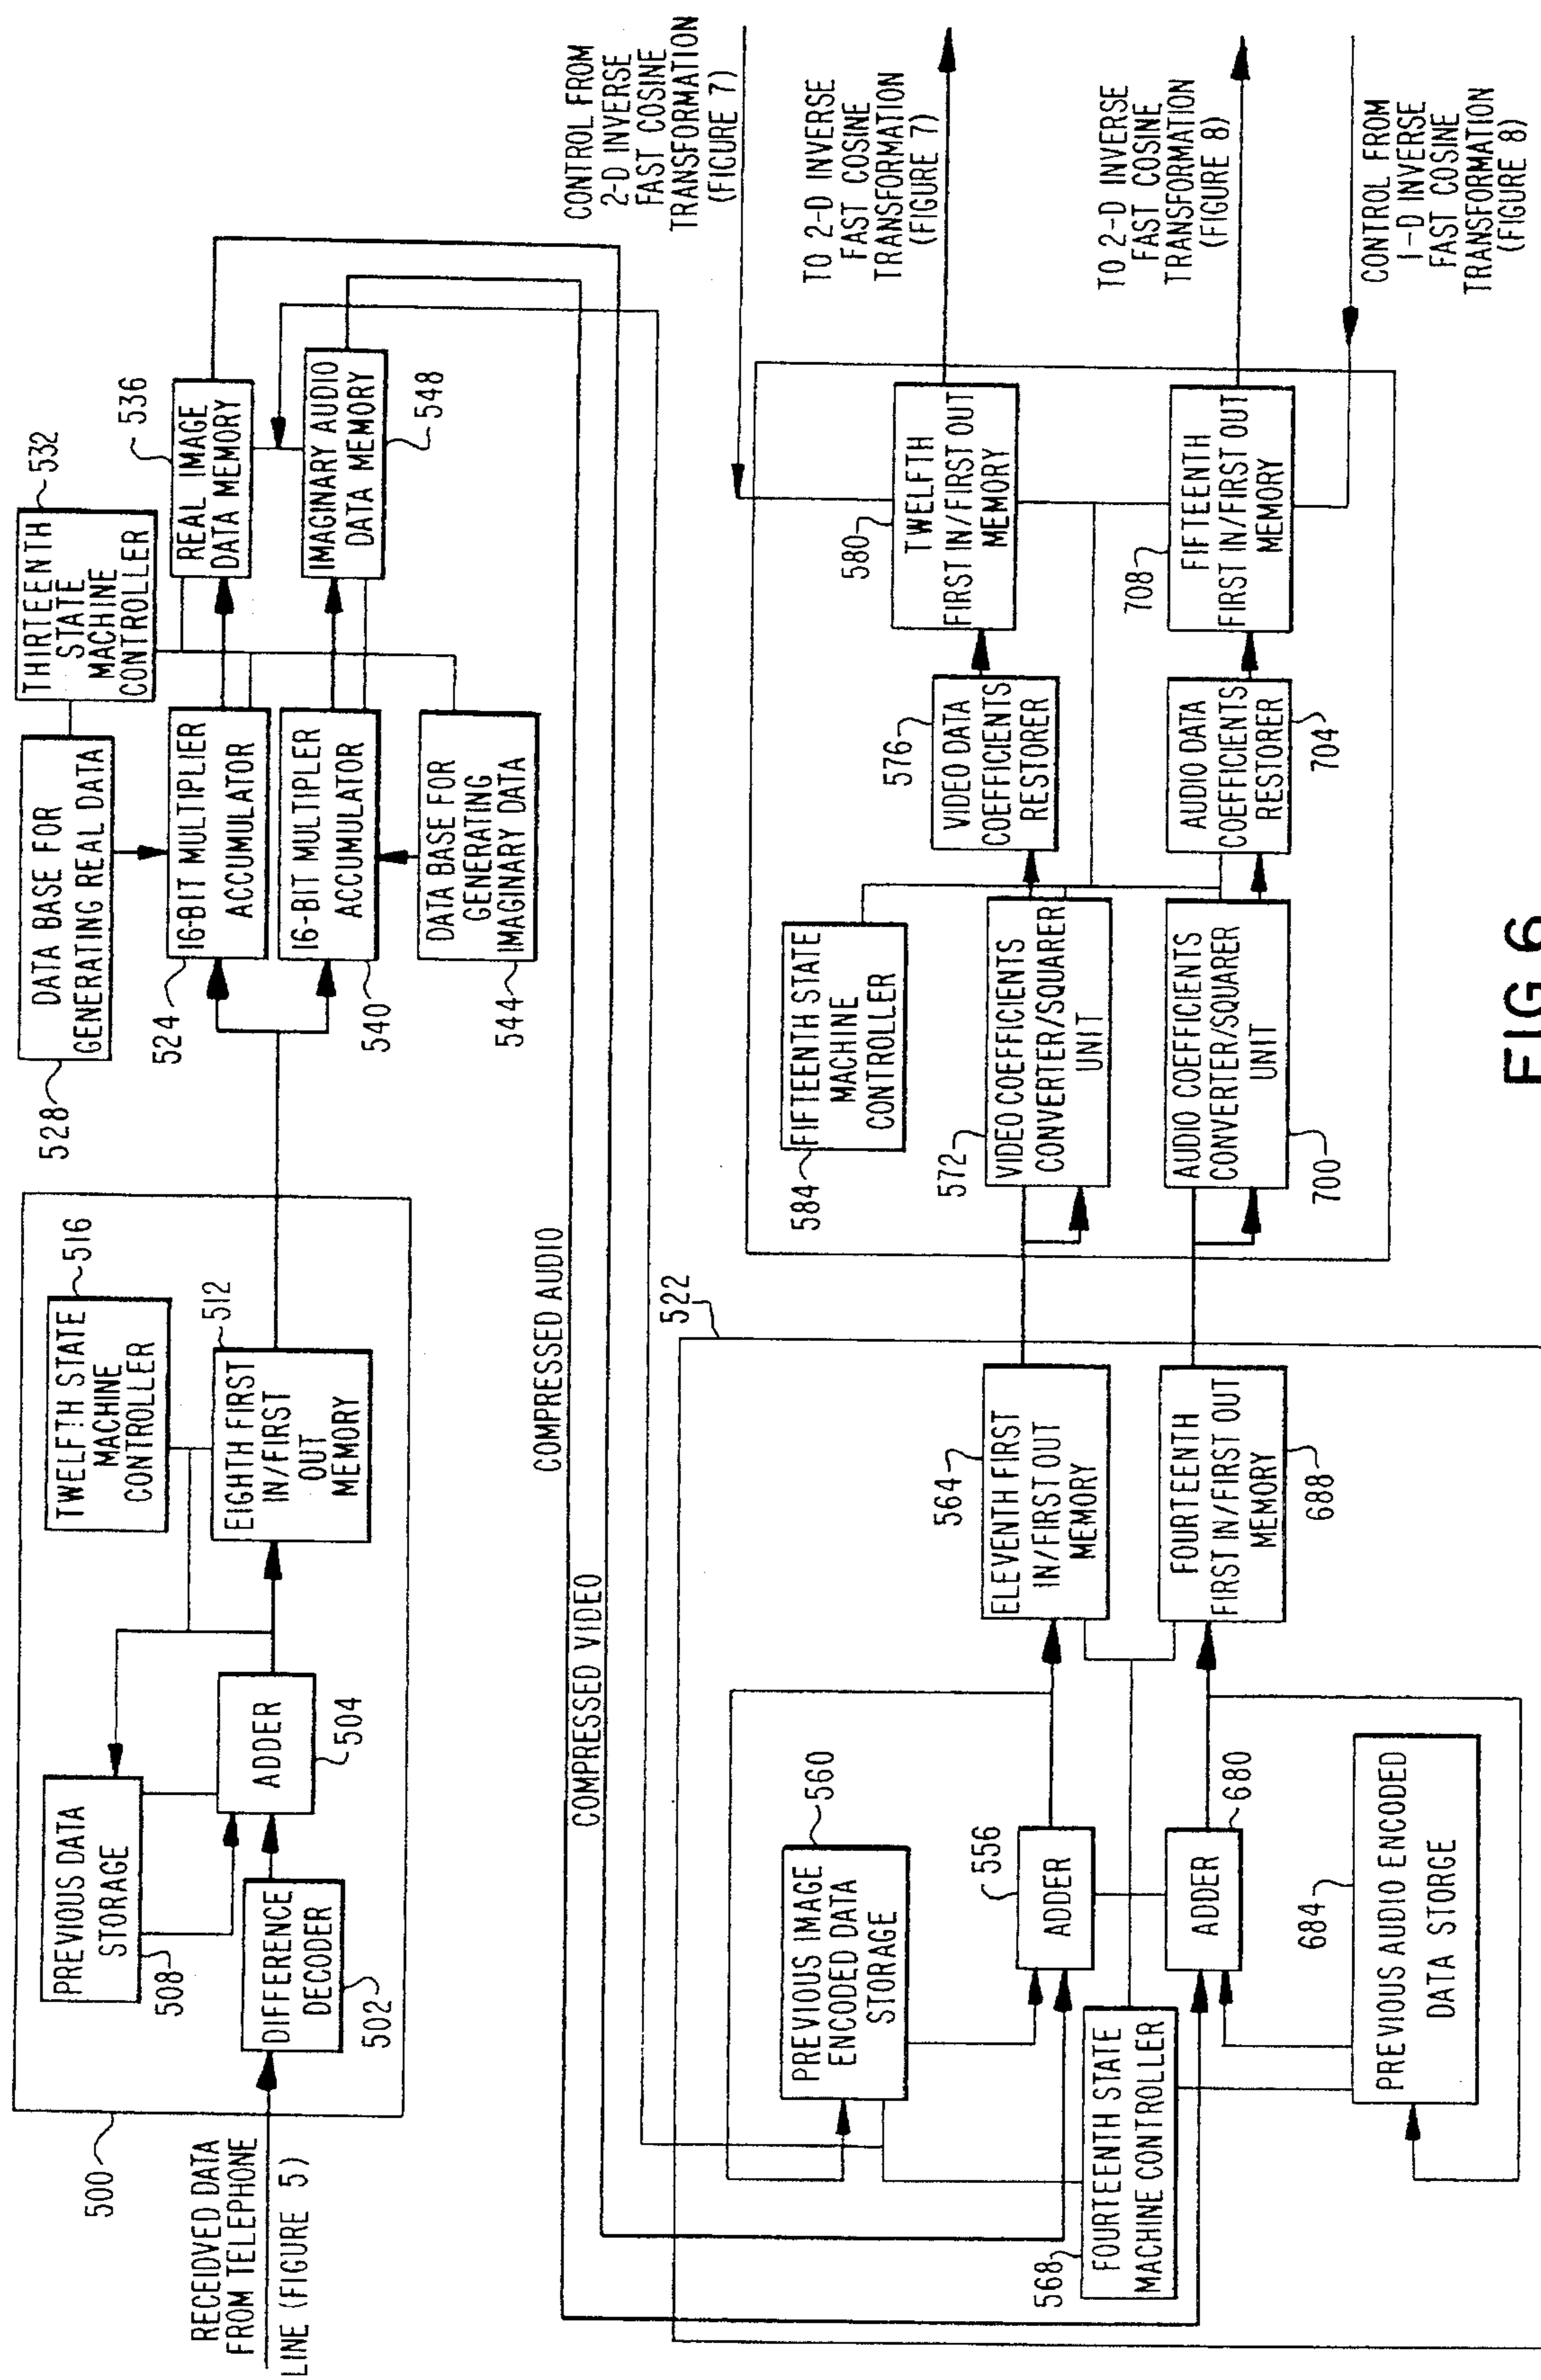 RECEIDVED DATA
FROM TELEPHONE
LINE (FIGURE 5)
500
PREVIOUS DATA
STORAGE
508
DIFFERENCE
DECODER
502
ADDER
504
TWELFTH STATE
MACHINE
CONTROLLER
516
512
EIGHTH FIRST
IN/FIRST
OUT
MEMORY
528
DATA BASE FOR
GENERATING REAL DATA
524
16-BIT MULTIPLIER
ACCUMULATOR
16-BIT MULTIPLER
ACCUMULATOR
540
544
DATA BASE FOR
GENERATING
IMAGINARY DATA
THIRTEENTH
STATE
MACHINE
CONTROLLER
532
536
REAL IMAGE
DATA MEMORY
IMAGINARY AUDIO
DATA MEMORY
548
COMPRESSED AUDIO
COMPRESSED VIDEO
522
PREVIOUS IMAGE
ENCODED DATA
STORAGE
560
556
ADDER
ADDER
680
568
FOURTEENTH STATE
MACHINE CONTROLLER
684
PREVIOUS AUDIO ENCODED
DATA STORGE
564
ELEVENTH FIRST
IN/FIRST OUT
MEMORY
FOURTEENTH
FIRST IN/FIRST OUT
MEMORY
688
584
FIFTEENTH STATE
MACHINE
CONTROLLER
572
VIDEO COEFICIENTS
CONVERTER/SQUARER
UNIT
AUDIO COEFFICIENTS
CONVERTER/SQUARER
UNIT
700
576
VIDEO DATA
COEFFICIENTS
RESTORER
AUDIO DATA
COEFFICIENTS
RESTORER
704
580
TWELFTH
FIRST IN/FIRST OUT
MEMORY
708
FIFTEENTH
FIRST IN/FIRST OUT
MEMORY
CONTROL FROM
2-D INVERSE
FAST COSINE
TRANSFORMATION
(FIGURE 7)
TO 2-D INVERSE
FAST COSINE
TRANSFORMATION
(FIGURE 7)
TO 2-D INVERSE
FAST COSINE
TRANSFORMATION
(FIGURE 8)
CONTROL FROM
1-D INVERSE
FAST COSINE
TRANSFORMATION
(FIGURE 8)
FIG. 6